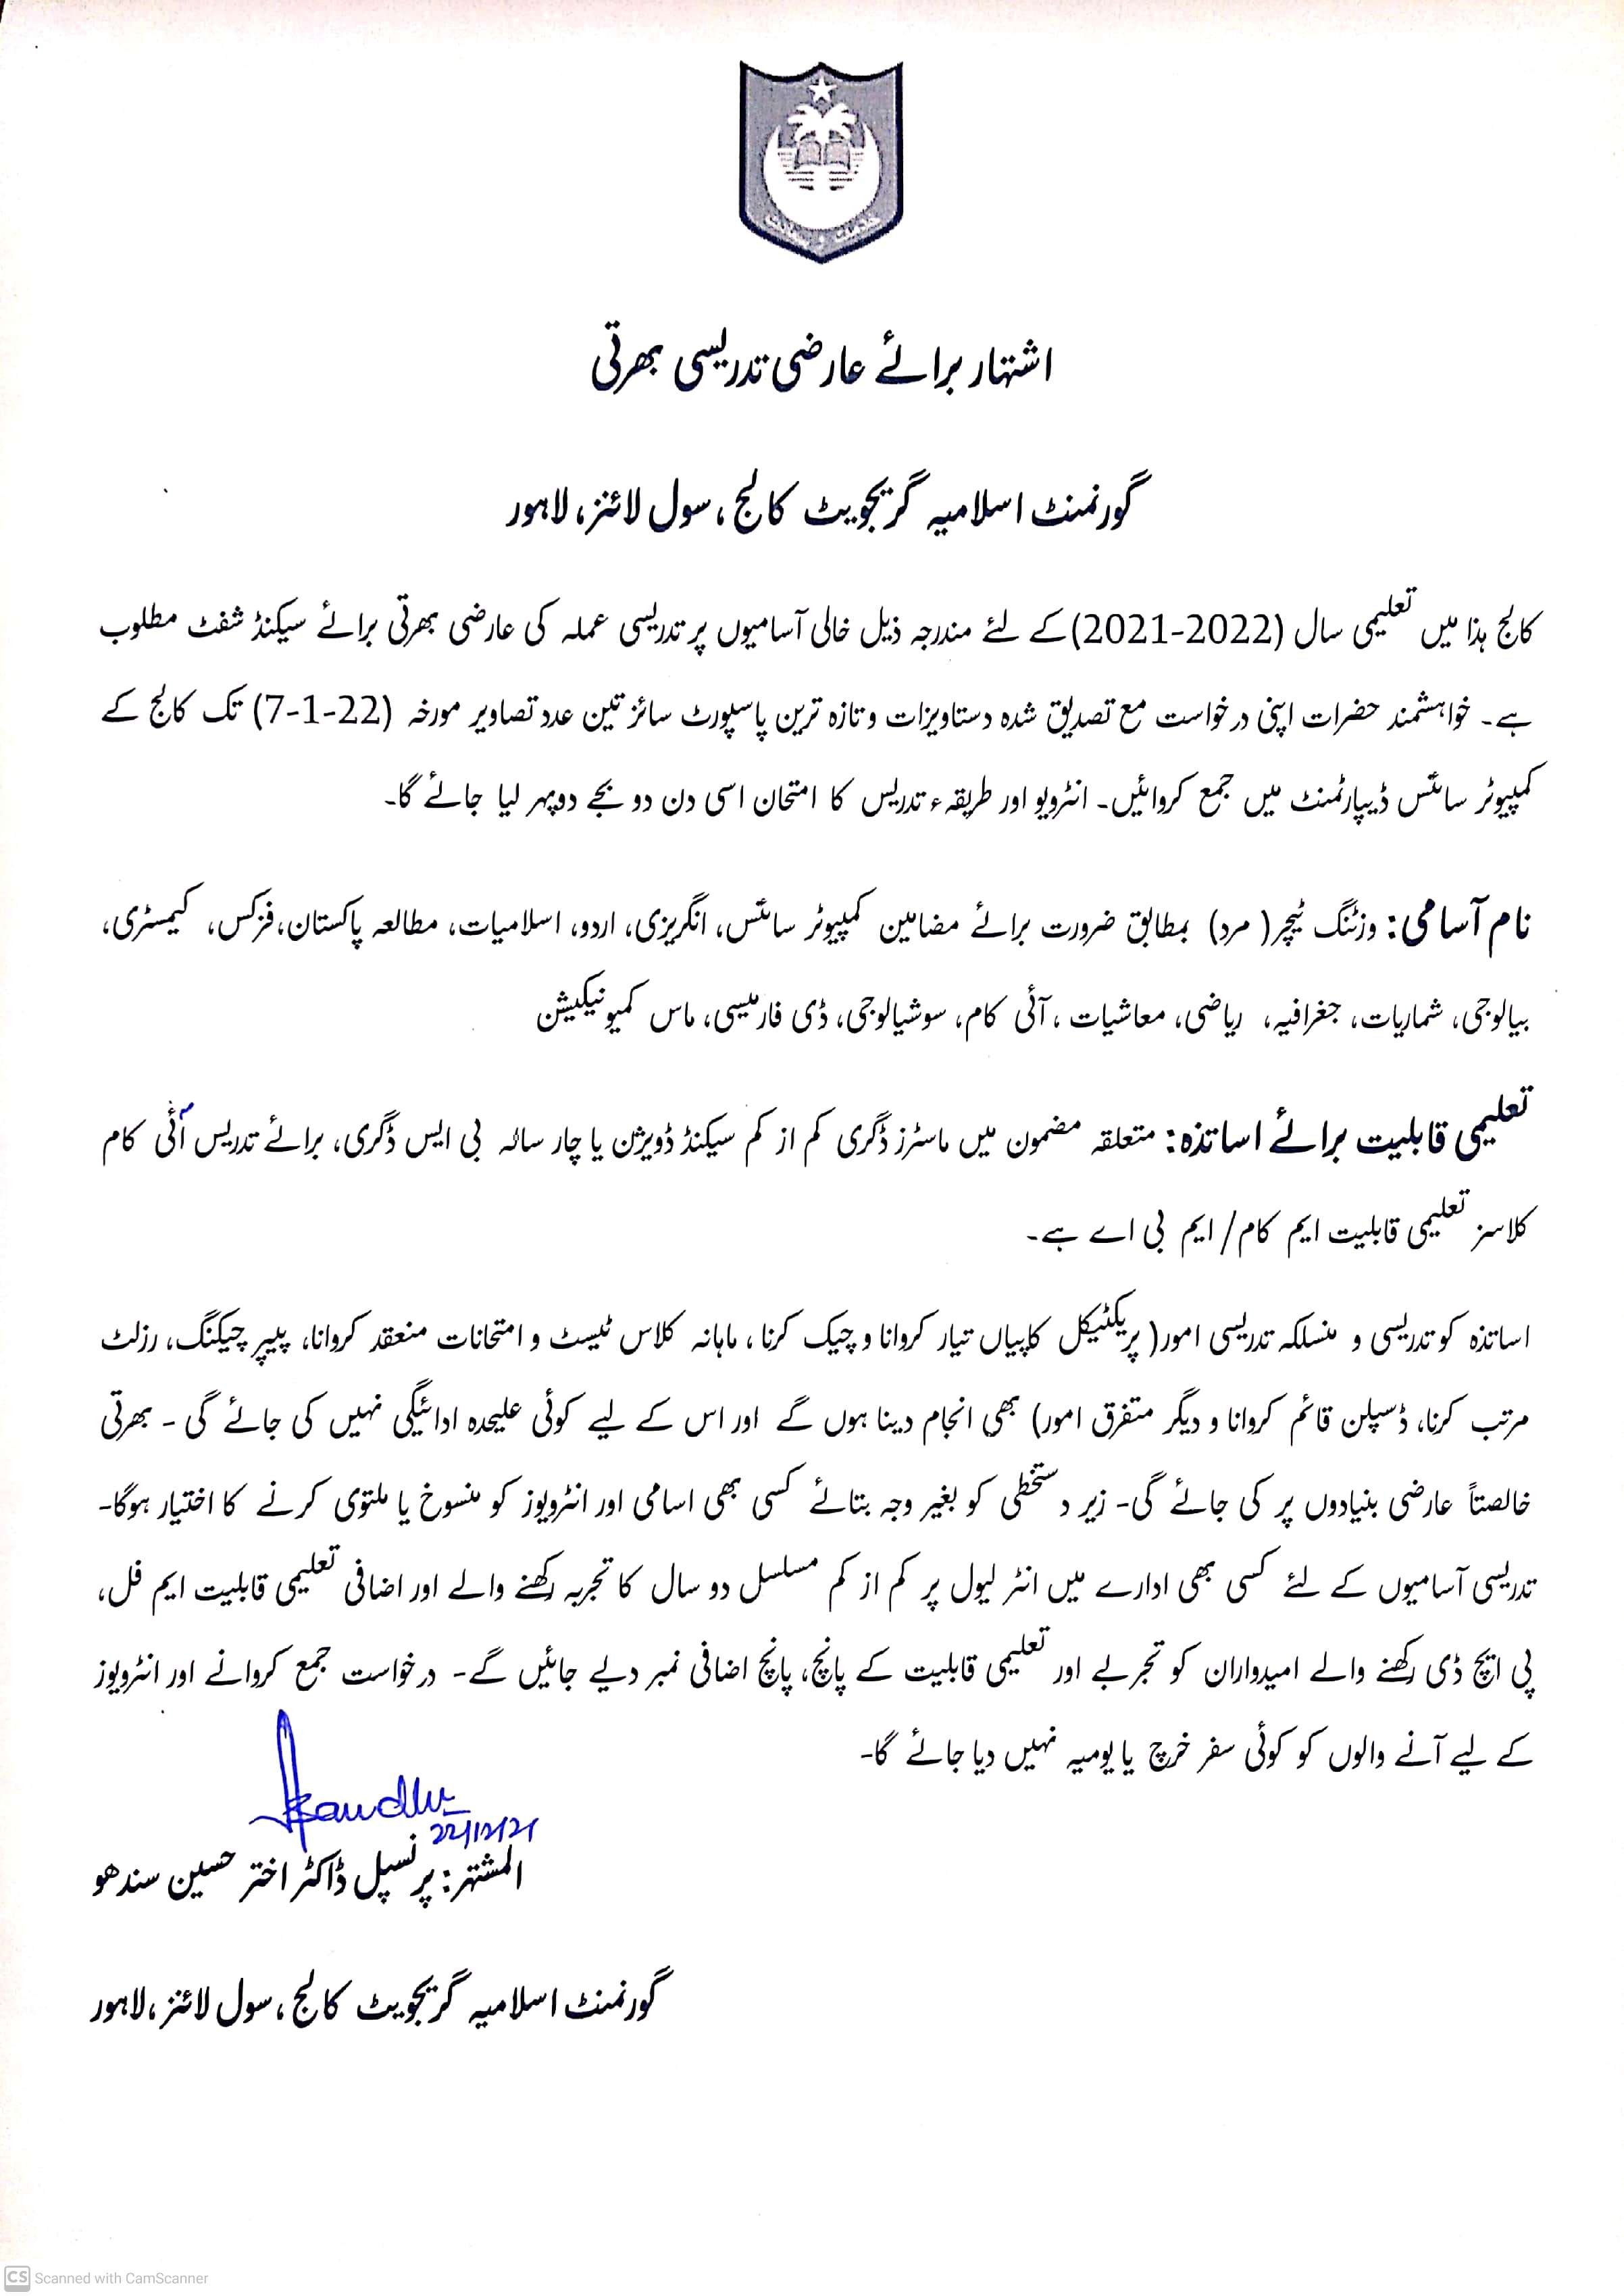 اشتہار برائے عارضی تدریسی بھرتی
گورنمنٹ اسلامیہ گریجویٹ کالج، سول لائنز، لاہور
کالج ہذا میں تعلیمی سال (2022-2021) کے لئے مندرجہ ذیل خالی آسامیوں پر تدریسی عملہ کی عارضی بھرتی برائے سیکنڈ شفٹ مطلوب
ہے۔ خواہشمند حضرات اپنی درخواست مع تصدیق شدہ دستاویزات و تازہ ترین پاسپورٹ سائز تین عدد تصاویر مورخہ (22-1-7) تک کالج کے
کمپیوٹر سائنس ڈیپارٹمنٹ میں جمع کروائیں۔ انٹرویو اور طریقہء تدریس کا امتحان اسی دن دو بجے دوپہر لیا جائے گا۔
نام آسامی: وزٹنگ ٹیچر( مرد) بمطابق ضرورت برائے مضامین کمپیوٹر سائنس، انگریزی، اردو، اسلامیات، مطالعہ پاکستان،فزکس، کیمسٹری،
بیالوجی، شماریات، جغرافیہ، ریاضی، معاشیات ، آئی کام، سوشیالوجی، ڈی فارمیسی، ماس کمیونیکیشن
تعلیمی قابلیت برائے اساتذہ: متعلقہ مضمون میں ماسٹرز ڈگری کم از کم سیکنڈ ڈویژن یا چار سالہ بی ایس ڈگری، برائے تدریس آئی کام
کلاسز تعلیمی قابلیت ایم کام/ ایم بی اے ہے۔
اساتذہ کو تدریسی و منسلکہ تدریسی امور( پریکٹیکل کاپیاں تیار کروانا و چیک کرنا ، ماہانہ کلاس ٹیسٹ و امتحانات منعقد کروانا، پیپر چیکنگ، رزلٹ
مرتب کرنا، ڈسپلن قائم کروانا و دیگر متفرق امور) بھی انجام دینا ہوں گے اور اس کے لیے کوئی علیحدہ ادائیگی نہیں کی جائے گی ۔ بھرتی
خالصتاً عارضی بنیادوں پر کی جائے گی۔ زیر دستخطی کو بغیر وجہ بتائے کسی بھی اسامی اور انٹرویوز کو منسوخ یا ملتوی کرنے کا اختیار ہوگا۔
تدریسی آسامیوں کے لئے کسی بھی ادارے میں انٹر لیول پر کم از کم مسلسل دو سال کا تجربہ رکھنے والے اور اضافی تعلیمی قابلیت ایم فل،
پی ایچ ڈی رکھنے والے امیدواران کو تجربے اور تعلیمی قابلیت کے پانچ، پانچ اضافی نمبر دیے جائیں گے۔ درخواست جمع کروانے اور انٹرویوز
کے لیے آنے والوں کو کوئی سفر خرچ یا یومیہ نہیں دیا جائے گا۔
22/12/21
المشتہر: پرنسپل ڈاکٹر اختر حسین سندھو
گورنمنٹ اسلامیہ گریجویٹ کالج ، سول لائنز ،لاہور
CS Scanned with CamScanner